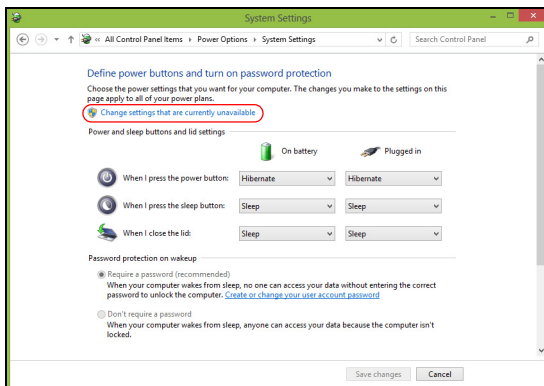 System Settings
« All Control Panel Items
Power Options
System Settings
Search Control Panel
Define power buttons and turn on password protection
Choose the power settings that you want for your computer. The changes you make to the settings on this
page apply to all of your power plans.
Change settings that are currently unavailable
Power and sleep buttons and lid settings
On battery
Plugged in
When I press the power button: Hibernate Hibernate
When I press the sleep button: Sleep Sleep
When I close the lid: Sleep Sleep
Password protection on wakeup
Require a password (recommended)
When your computer wakes from sleep, no one can access your data without entering the correct
password to unlock the computer. Create or change your user account password
Don't require a password
When your computer wakes from sleep, anyone can access your data because the computer isn't
locked.
Save changes
Cancel